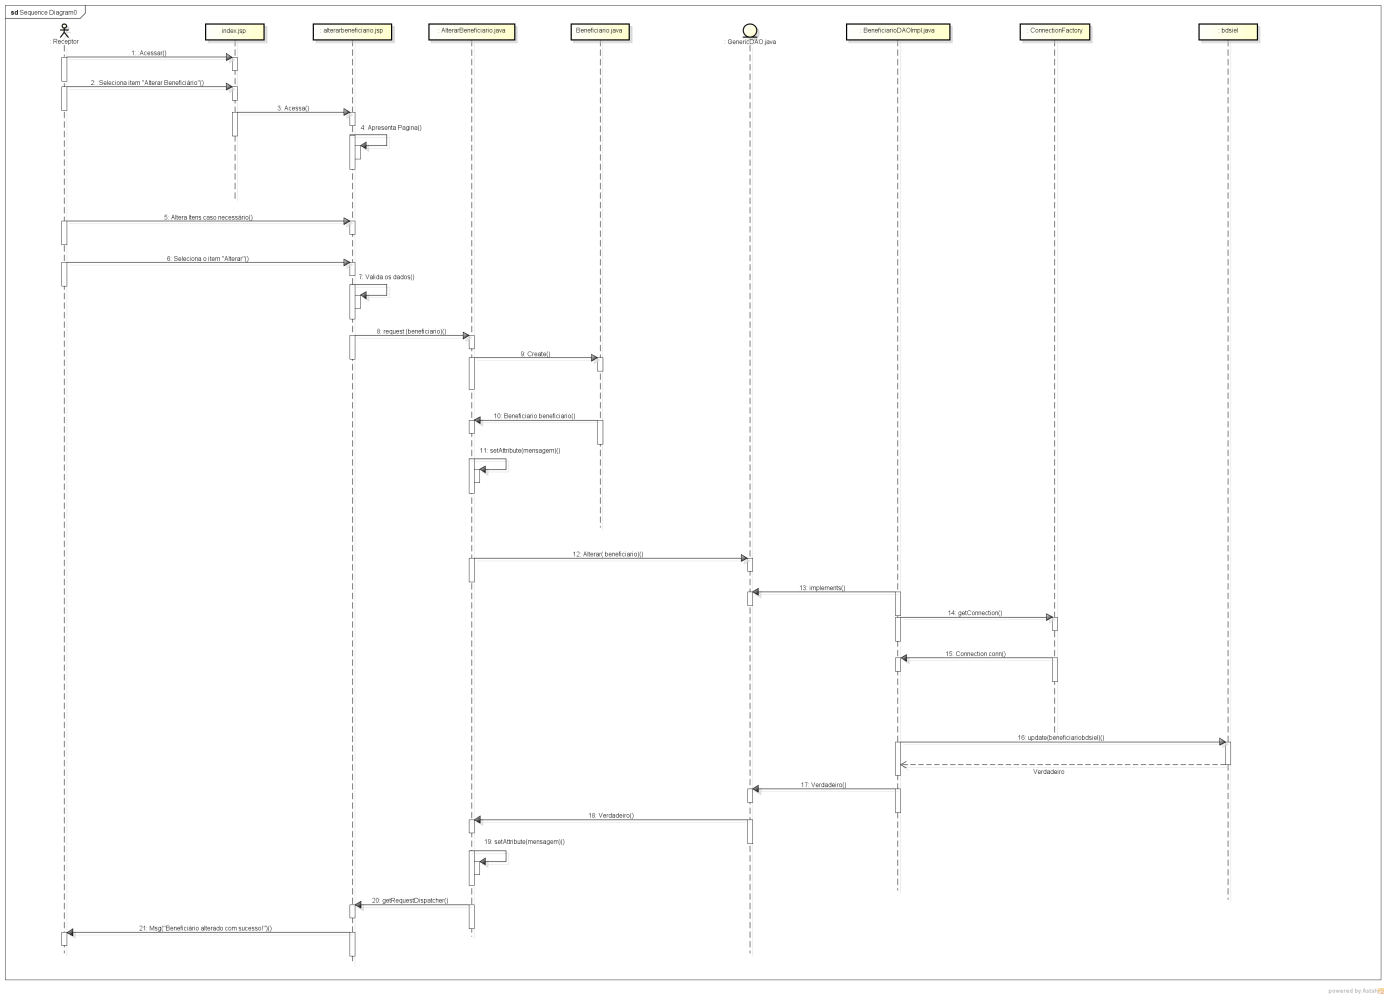 sd Sequence Diagram0
: Receptor
index.jsp
: alterarbeneficiario.jsp
: AlterarBeneficiario.java
Beneficiario.java
: GenericDAO.java
: BeneficiarioDAOImpl.java
: ConnectionFactory
: bdsiel
1: Acessar()
2: Seleciona item "Alterar Beneficiário"()
3: Acessa()
4: Apresenta Pagina()
5: Altera Itens caso necessário()
6: Seleciona o item "Alterar"()
7: Valida os dados()
8: request (beneficiario)()
9: Create()
10: Beneficiario beneficiario()
11: setAttribute(mensagem)()
12: Alterar( beneficiario)()
13: implements()
14: getConnection()
15: Connection conn()
16: update(beneficiariobdsiel)()
Verdadeiro
17: Verdadeiro()
18: Verdadeiro()
19: setAttribute(mensagem)()
20: getRequestDispatcher()
21: Msg("Beneficiário alterado com sucesso!")()
powered by Astah